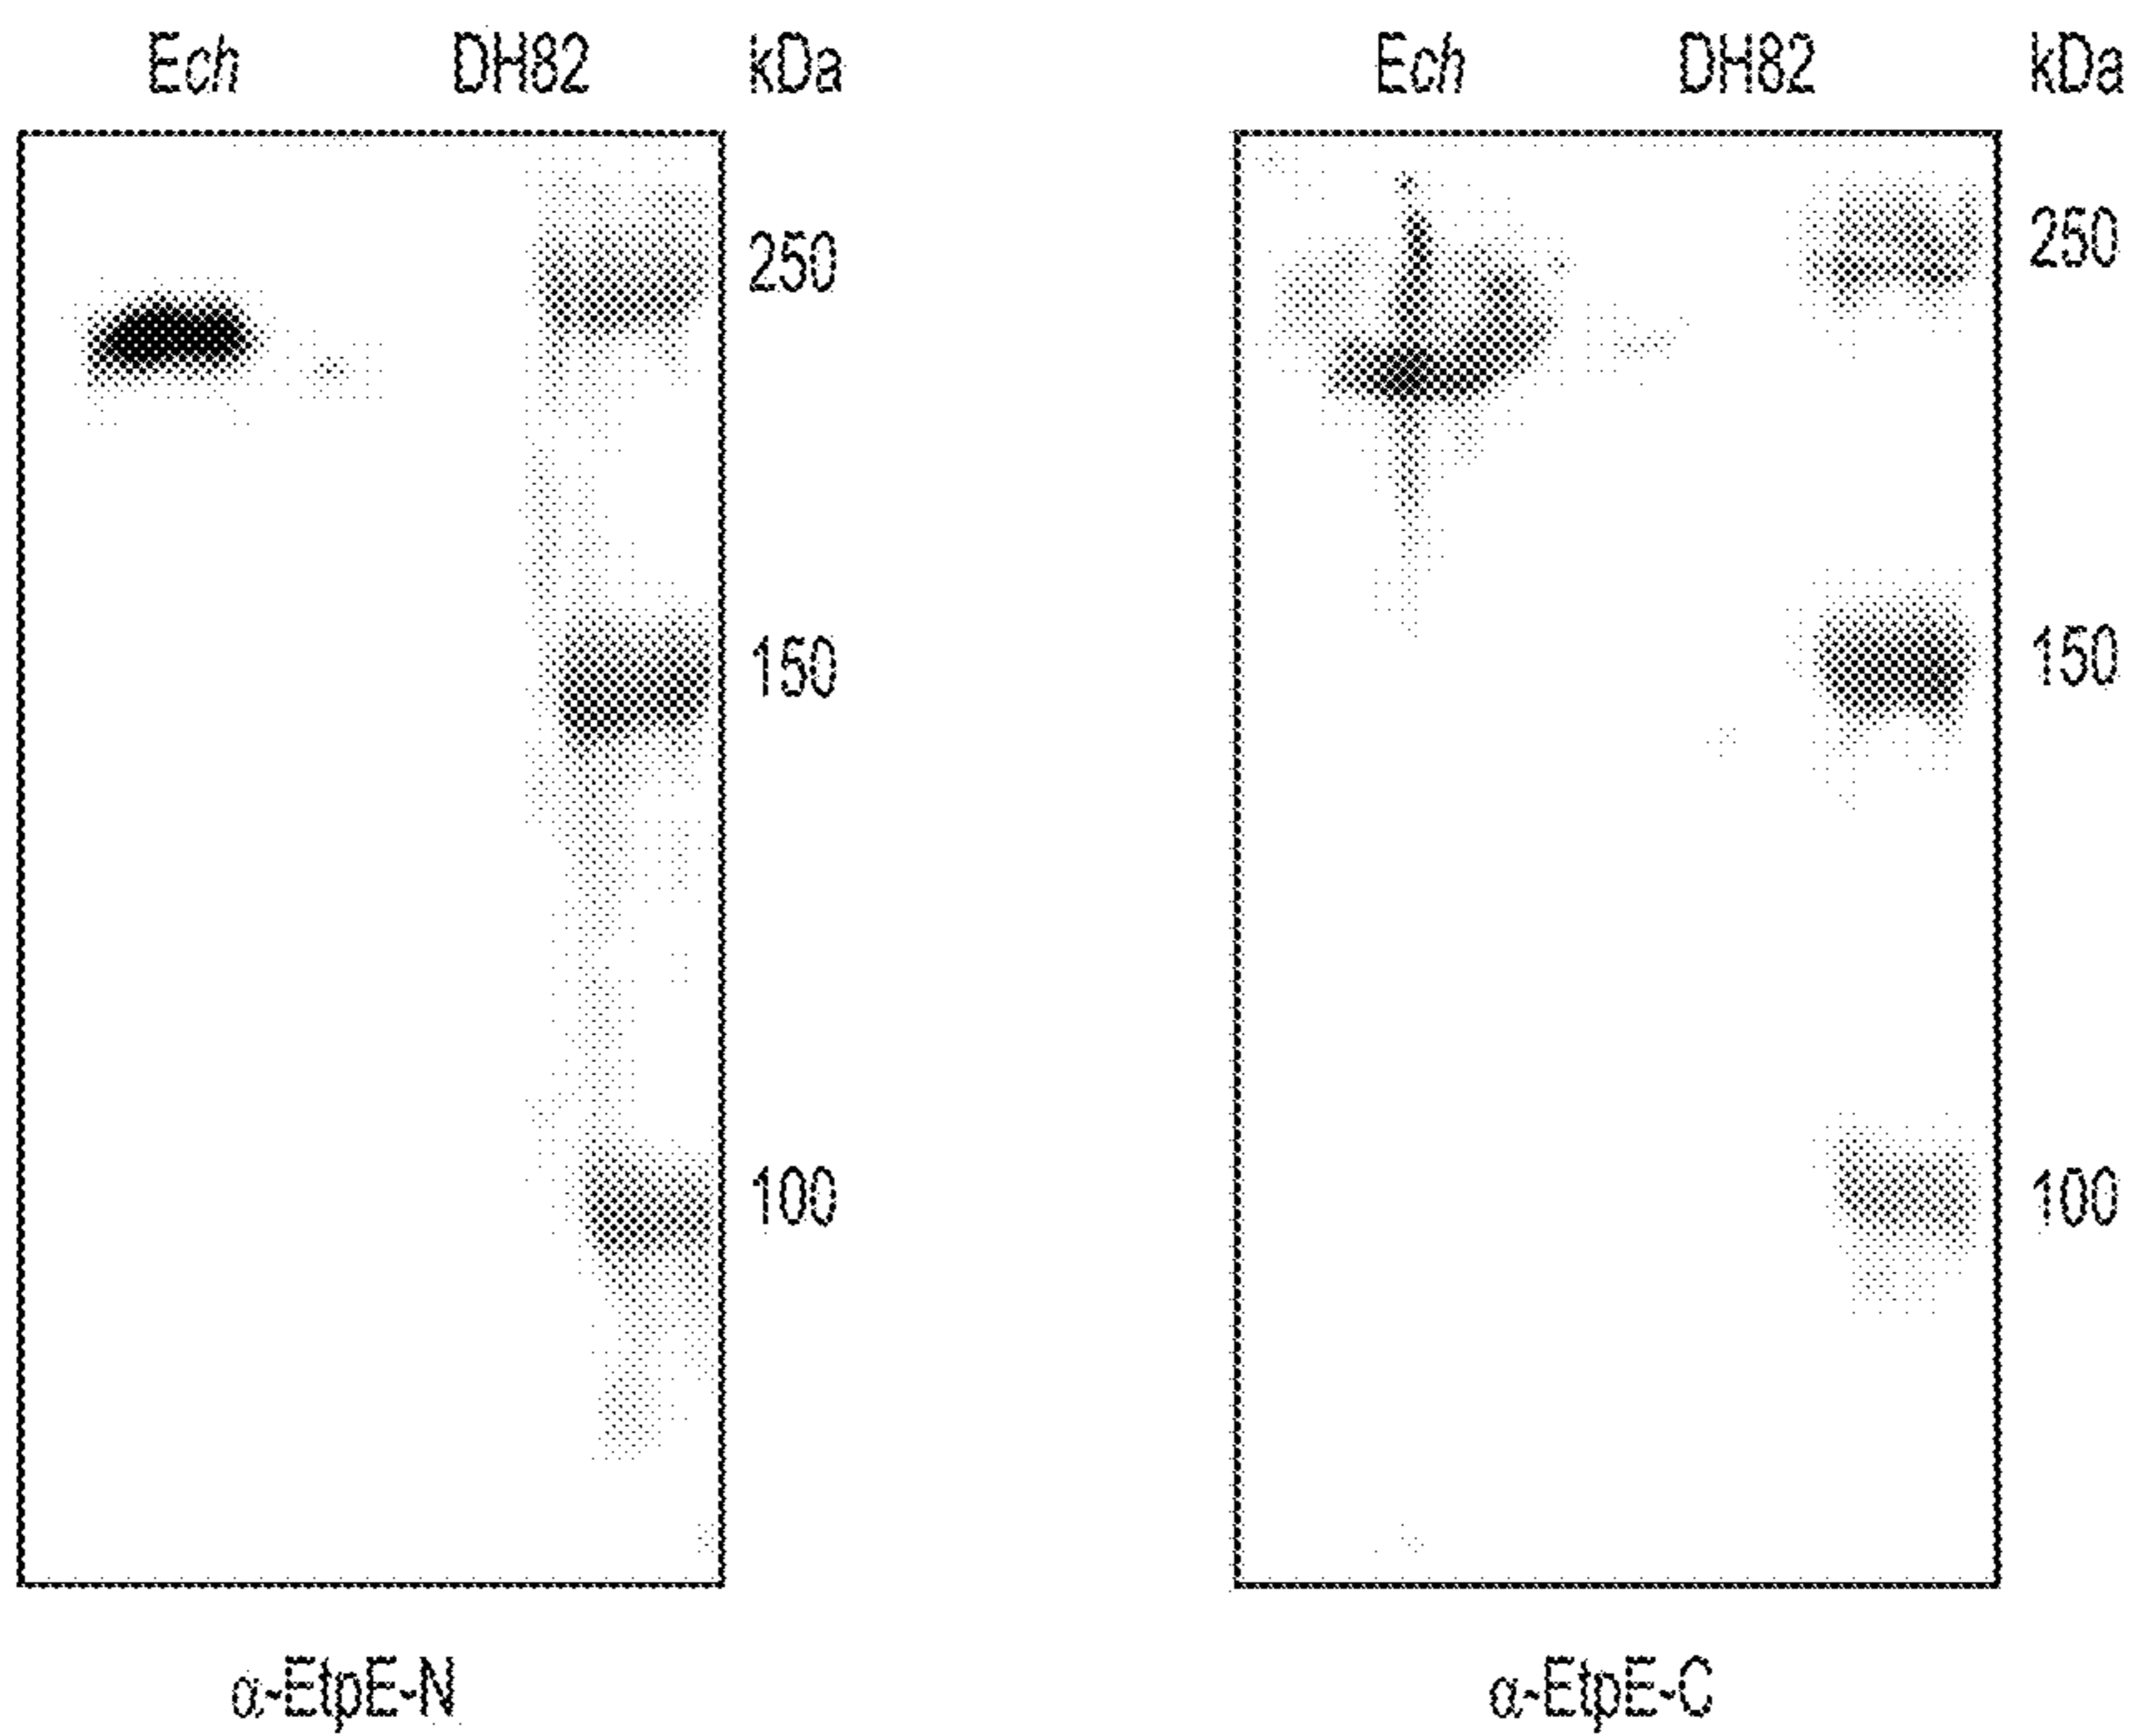 Ech DH82 kDa Ech DH82 kDa
250 250
150 150
100 100
α-EtpE-N α-EtpE-C